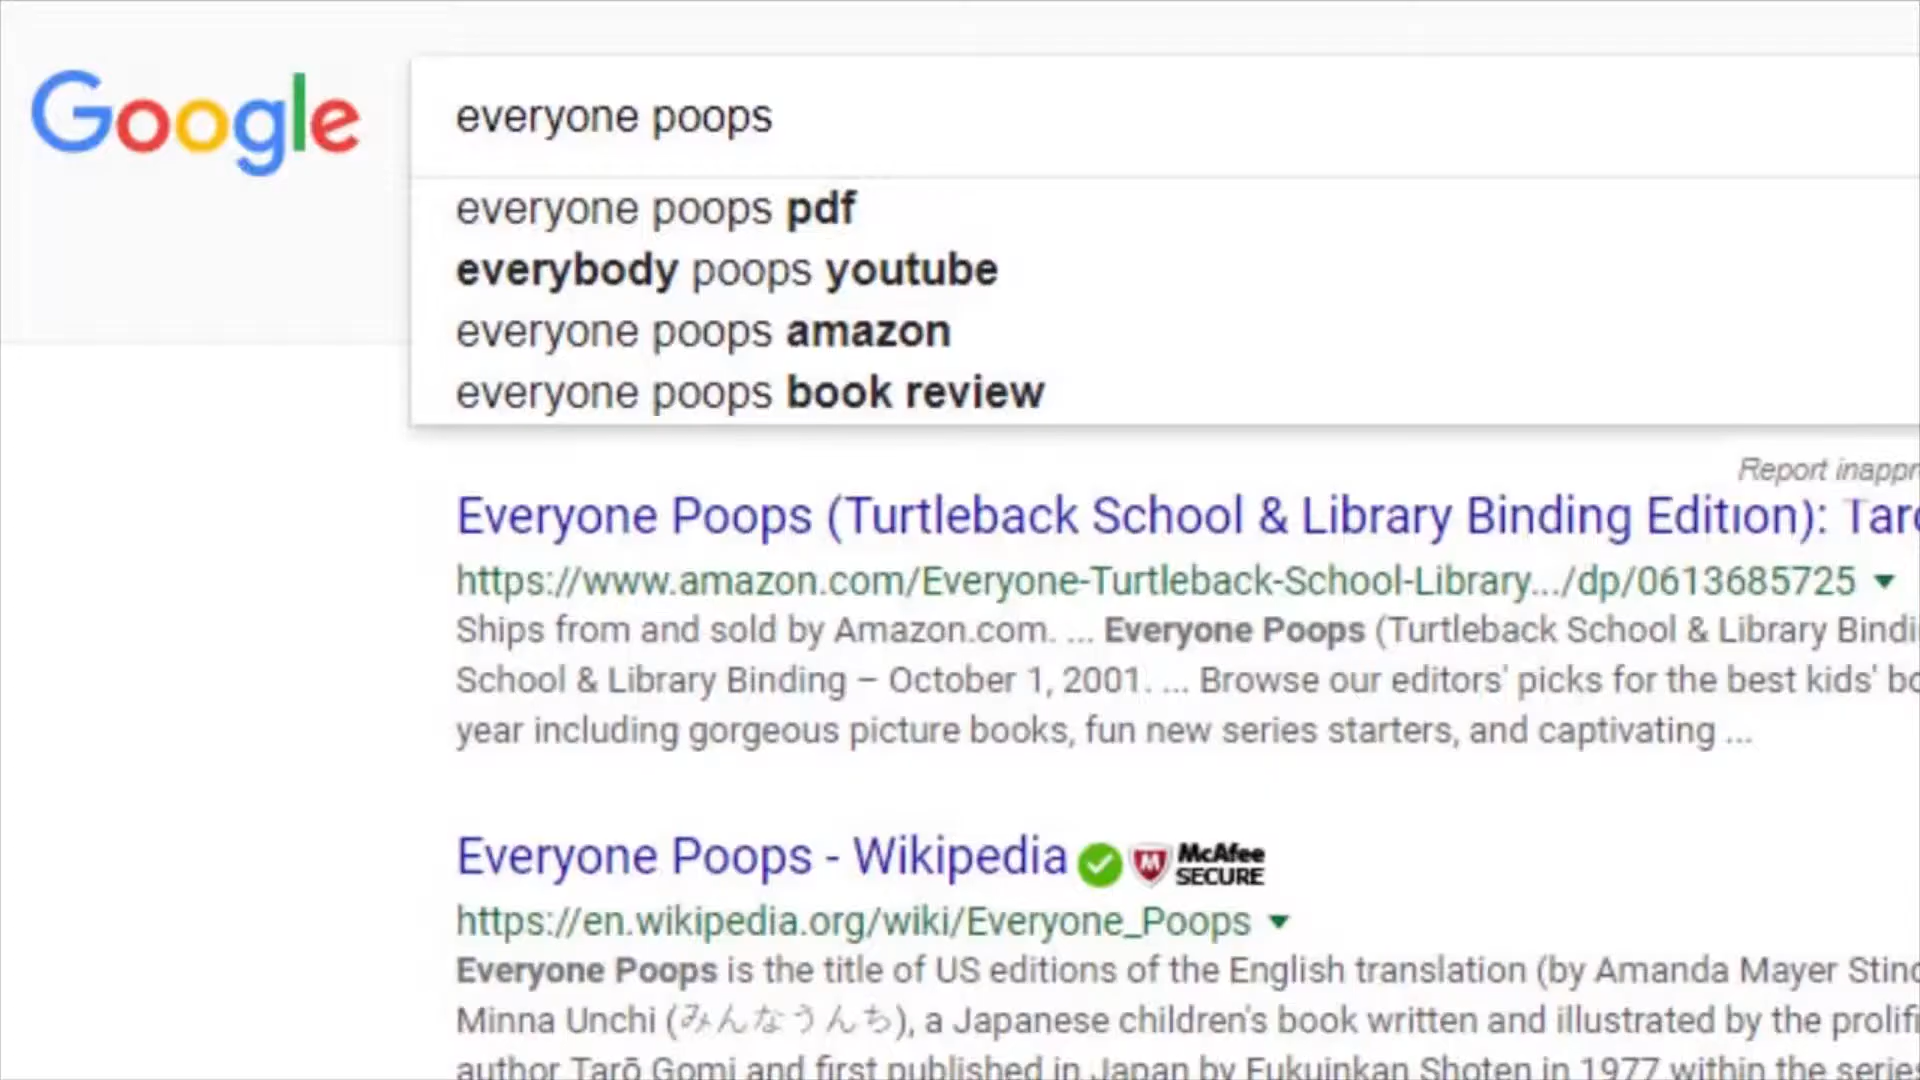 Google
everyone poops
everyone poops pdf
everybody poops youtube
everyone poops amazon
everyone poops book review
Report inappr
Everyone Poops (Turtleback School & Library Binding Edition): Taro
https://www.amazon.com/Everyone-Turtleback-School-Library.../dp/0613685725
Ships from and sold by Amazon.com. ... Everyone Poops (Turtleback School & Library Bindi
School & Library Binding – October 1, 2001. ... Browse our editors' picks for the best kids' bo
year including gorgeous picture books, fun new series starters, and captivating ...
Everyone Poops - Wikipedia McAfee SECURE
https://en.wikipedia.org/wiki/Everyone_Poops
Everyone Poops is the title of US editions of the English translation (by Amanda Mayer Stinc
Minna Unchi (みんなうんち), a Japanese children's book written and illustrated by the prolifi
author Tarō Gomi and first published in Japan by Fukuinkan Shoten in 1977 within the series